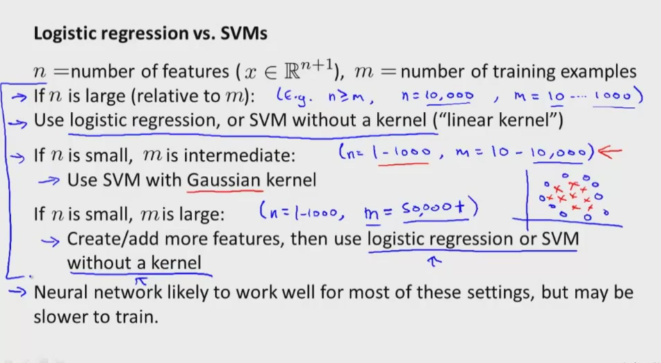 Logistic regression vs. SVMs
n =number of features (x ∈ ℝⁿ⁺¹), m = number of training examples
→ If n is large (relative to m): (E.g. n ≥ m, n = 10,000, m = 10 ... 1000)
→ Use logistic regression, or SVM without a kernel (“linear kernel”)
→ If n is small, m is intermediate: (n = 1 - 1000, m = 10 - 10,000) ←
→ Use SVM with Gaussian kernel
If n is small, m is large: (n = 1 - 1000, m = 50,000+)
→ Create/add more features, then use logistic regression or SVM
without a kernel
→ Neural network likely to work well for most of these settings, but may be
slower to train.